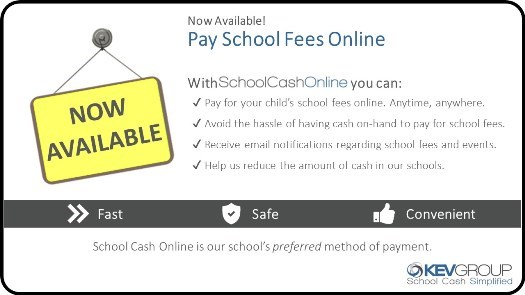 Now Available!
Pay School Fees Online
NOW
AVAILABLE
With SchoolCashOnline you can:
✓ Pay for your child's school fees online. Anytime, anywhere.
✓ Avoid the hassle of having cash on-hand to pay for school fees.
✓ Receive email notifications regarding school fees and events.
✓ Help us reduce the amount of cash in our schools.
Fast
Safe
Convenient
School Cash Online is our school's preferred method of payment.
KEVGROUP
School Cash Simplified